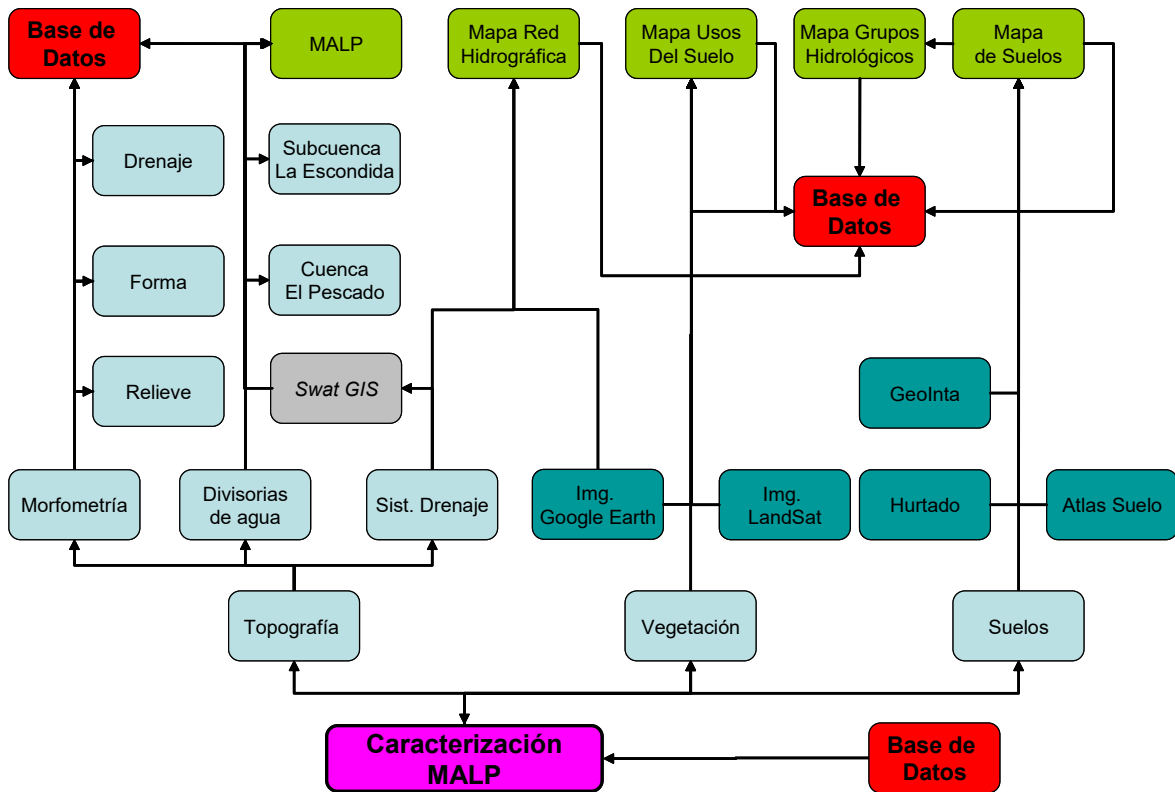 Base de
Datos
MALP
Mapa Red
Hidrográfica
Mapa Usos
Del Suelo
Mapa Grupos
Hidrológicos
Mapa
de Suelos
Drenaje
Subcuenca
La Escondida
Base de
Datos
Forma
Cuenca
El Pescado
Relieve
Swat GIS
GeoInta
Morfometría
Divisorias
de agua
Sist. Drenaje
Img.
Google Earth
Img.
LandSat
Hurtado
Atlas Suelo
Topografía
Vegetación
Suelos
Caracterización
MALP
Base de
Datos